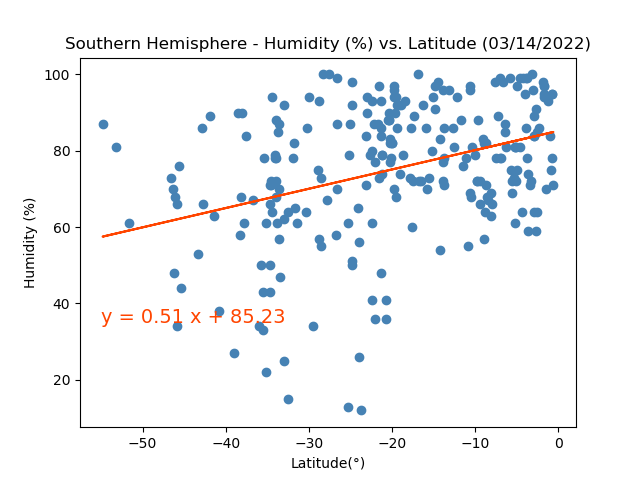 Southern Hemisphere - Humidity (%) vs. Latitude (03/14/2022)
100
80
60
40
20
Humidity (%)
y = 0.51 x + 85.23
−50 −40 −30 −20 −10 0
Latitude(°)